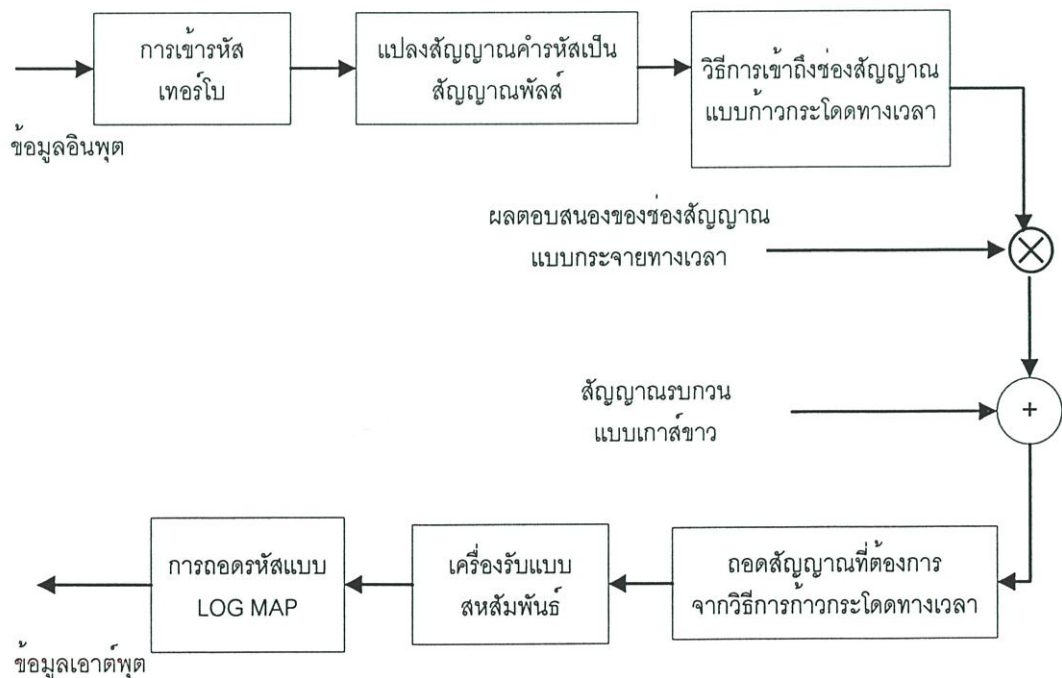 การเข้ารหัส
เทอร์โบ
แปลงสัญญาณคำรหัสเป็น
สัญญาณพัลส์
วิธีการเข้าถึงช่องสัญญาณ
แบบก้าวกระโดดทางเวลา
ข้อมูลอินพุต
ผลตอบสนองของช่องสัญญาณ
แบบกระจายทางเวลา
สัญญาณรบกวน
แบบเกาส์ขาว
+
ถอดสัญญาณที่ต้องการ
จากวิธีการก้าวกระโดดทางเวลา
เครื่องรับแบบ
สหสัมพันธ์
การถอดรหัสแบบ
LOG MAP
ข้อมูลเอาต์พุต